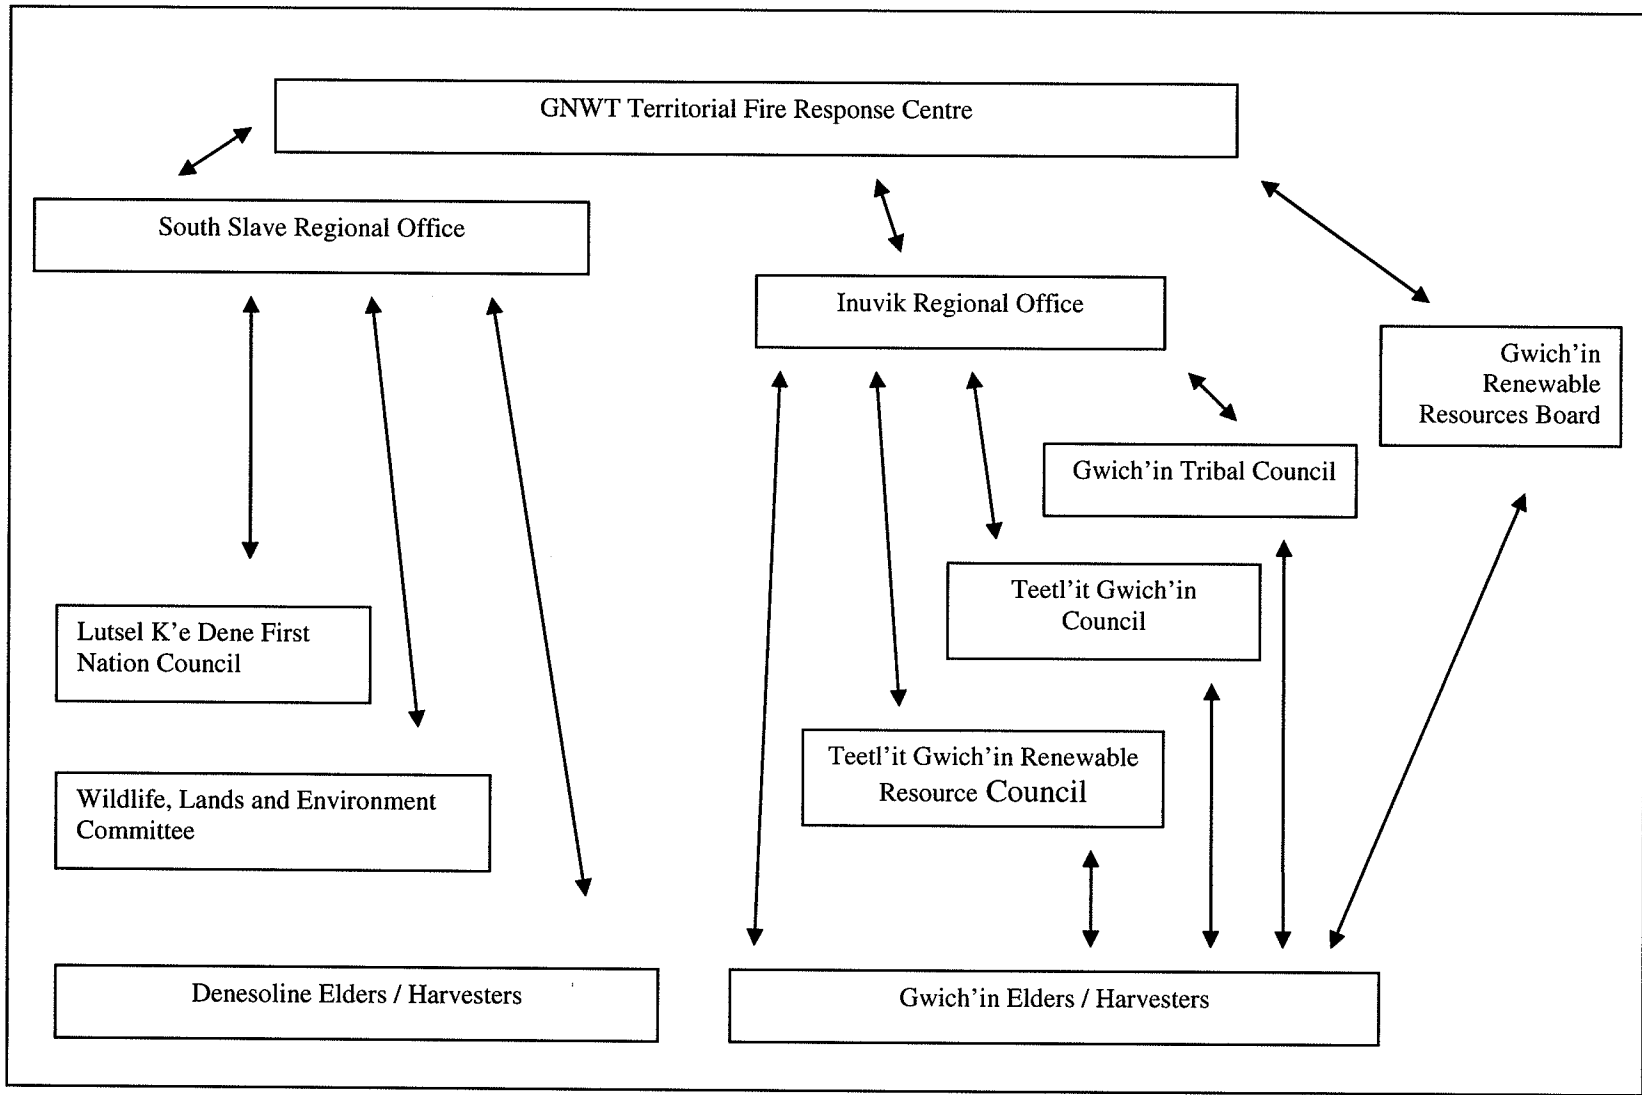 GNWT Territorial Fire Response Centre
South Slave Regional Office
Inuvik Regional Office
Gwich'in
Renewable
Resources Board
Gwich'in Tribal Council
Teetl'it Gwich'in
Council
Lutsel K'e Dene First
Nation Council
Teetl'it Gwich'in Renewable
Resource Council
Wildlife, Lands and Environment
Committee
Denesoline Elders / Harvesters
Gwich'in Elders / Harvesters